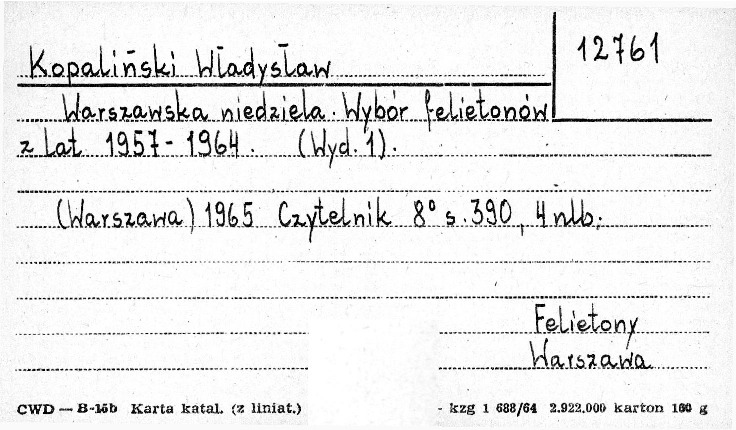 Kopaliński Władysław
12761
Warszawska niedziela. Wybór felietonów
z lat 1957-1964. (Wyd. 1).
(Warszawa) 1965 Czytelnik 8° s. 390, 4 nlb.
Felietony
Warszawa
CWD — B-15b Karta katal. (z liniat.)
- kzg 1 688/64 2.922.000 karton 160 g